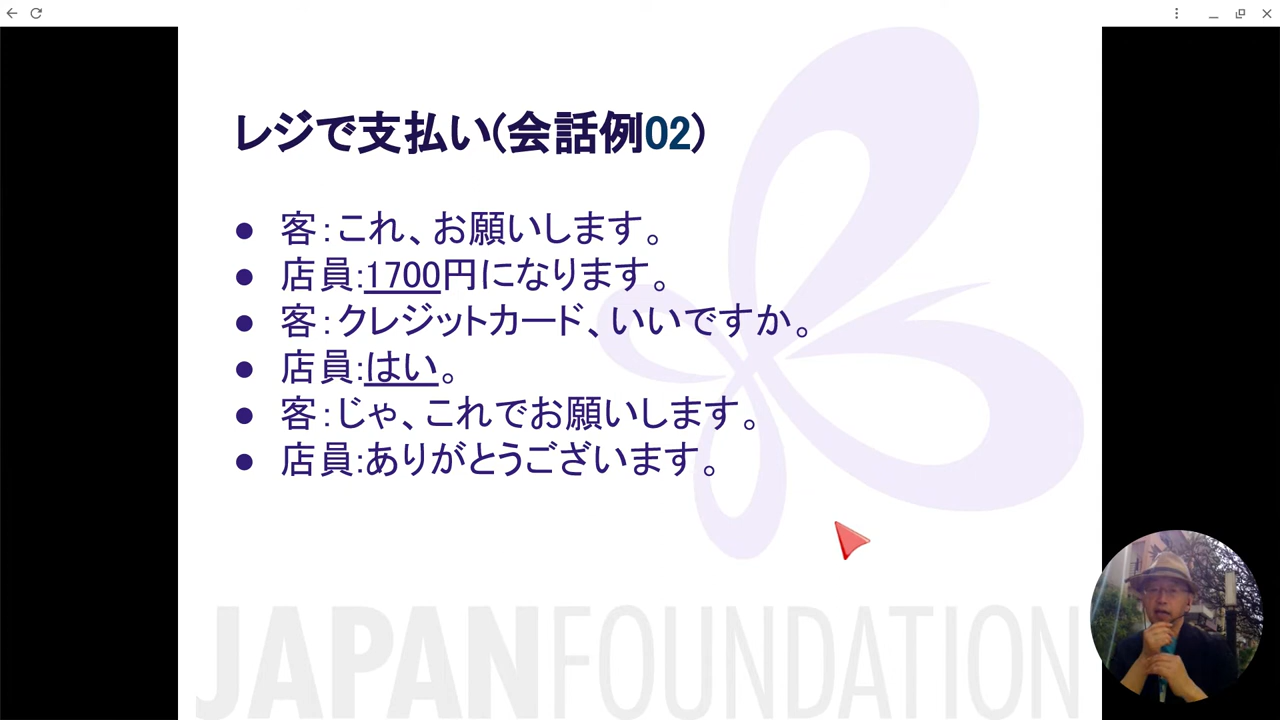 レジで支払い(会話例02)
● 客：これ、お願いします。
● 店員:1700円になります。
● 客：クレジットカード、いいですか。
● 店員:はい。
● 客：じゃ、これでお願いします。
● 店員:ありがとうございます。
JAPANFOUNDATION